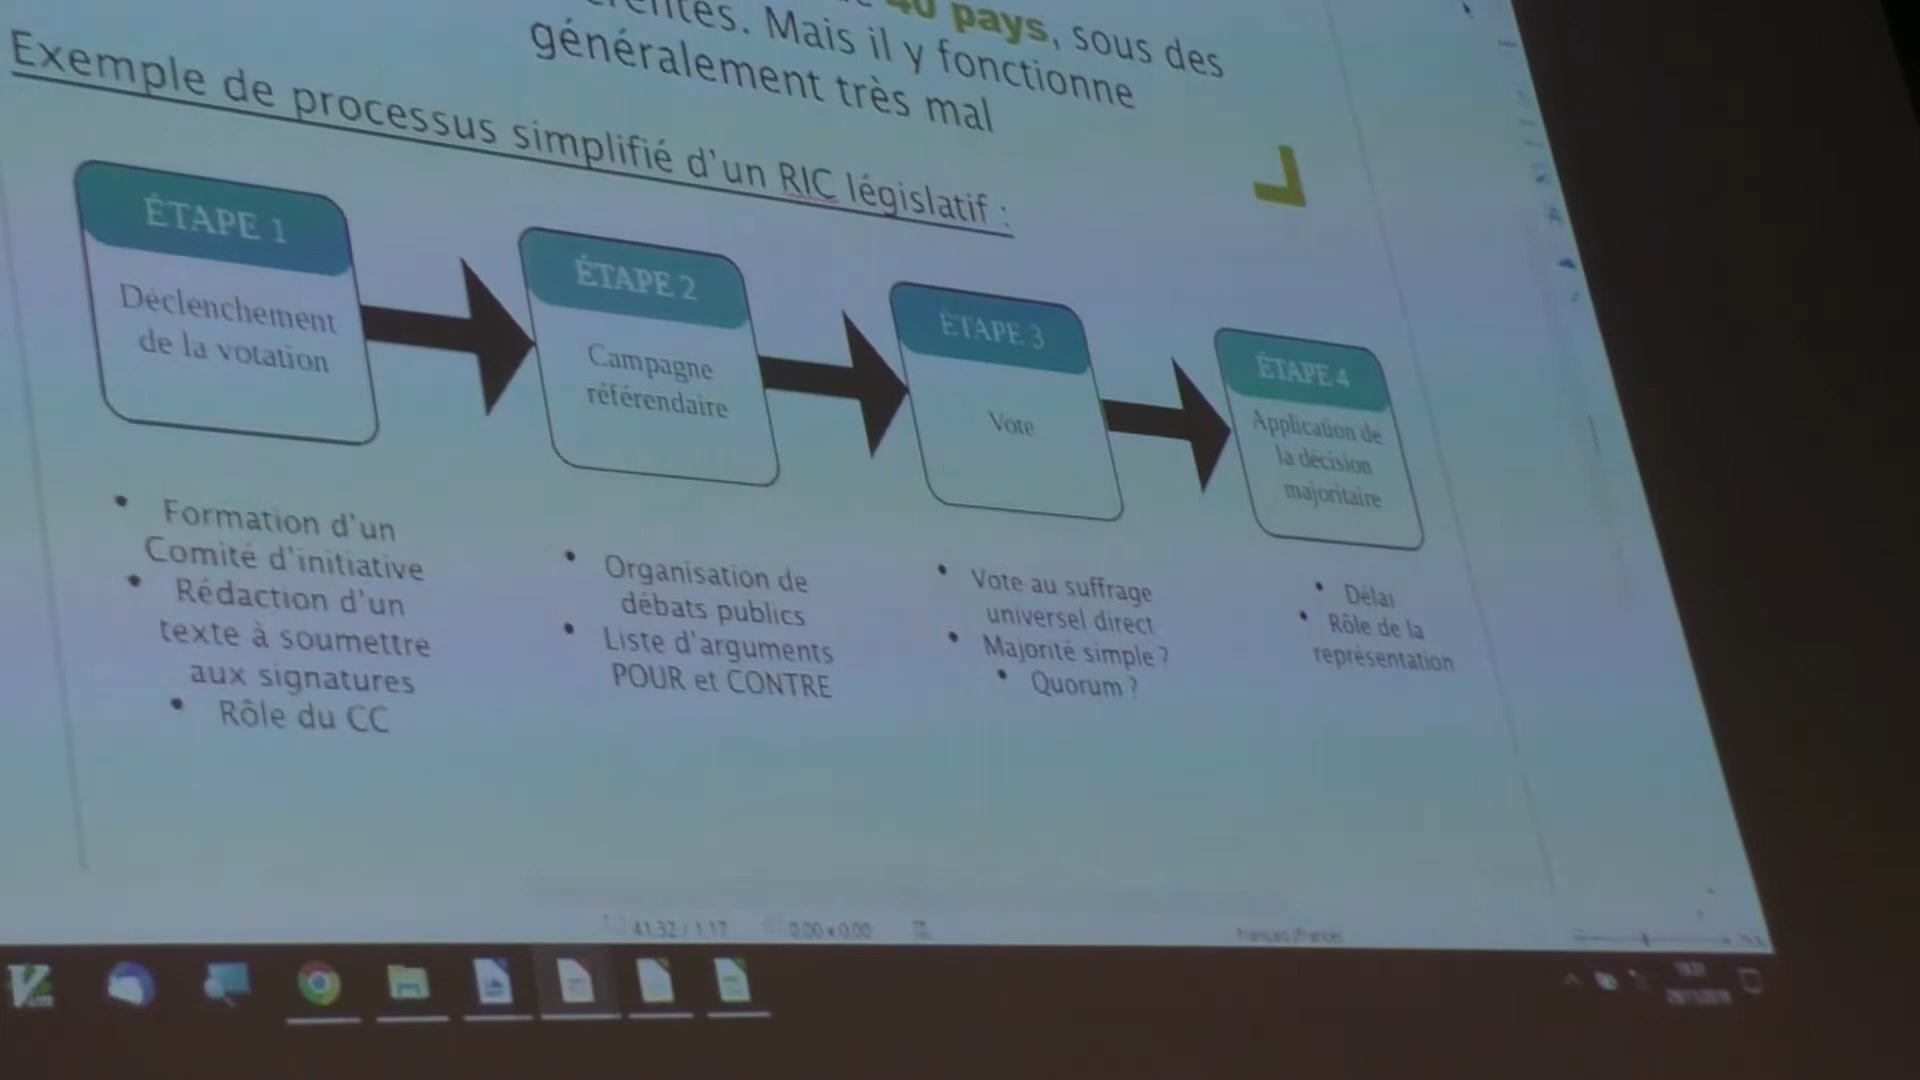 40 pays, sous des
Mais il y fonctionne
généralement très mal
Exemple de processus simplifié d'un RIC législatif :
ÉTAPE 1
Déclenchement
de la votation
ÉTAPE 2
Campagne
référendaire
ÉTAPE 3
Vote
ÉTAPE 4
Application de
la décision
majoritaire
• Formation d'un
Comité d'initiative
• Rédaction d'un
texte à soumettre
aux signatures
• Rôle du CC
• Organisation de
débats publics
• Liste d'arguments
POUR et CONTRE
• Vote au suffrage
universel direct
• Majorité simple ?
• Quorum ?
• Délai
• Rôle de la
représentation
41,32 / 1,17
0,00 x 0,00